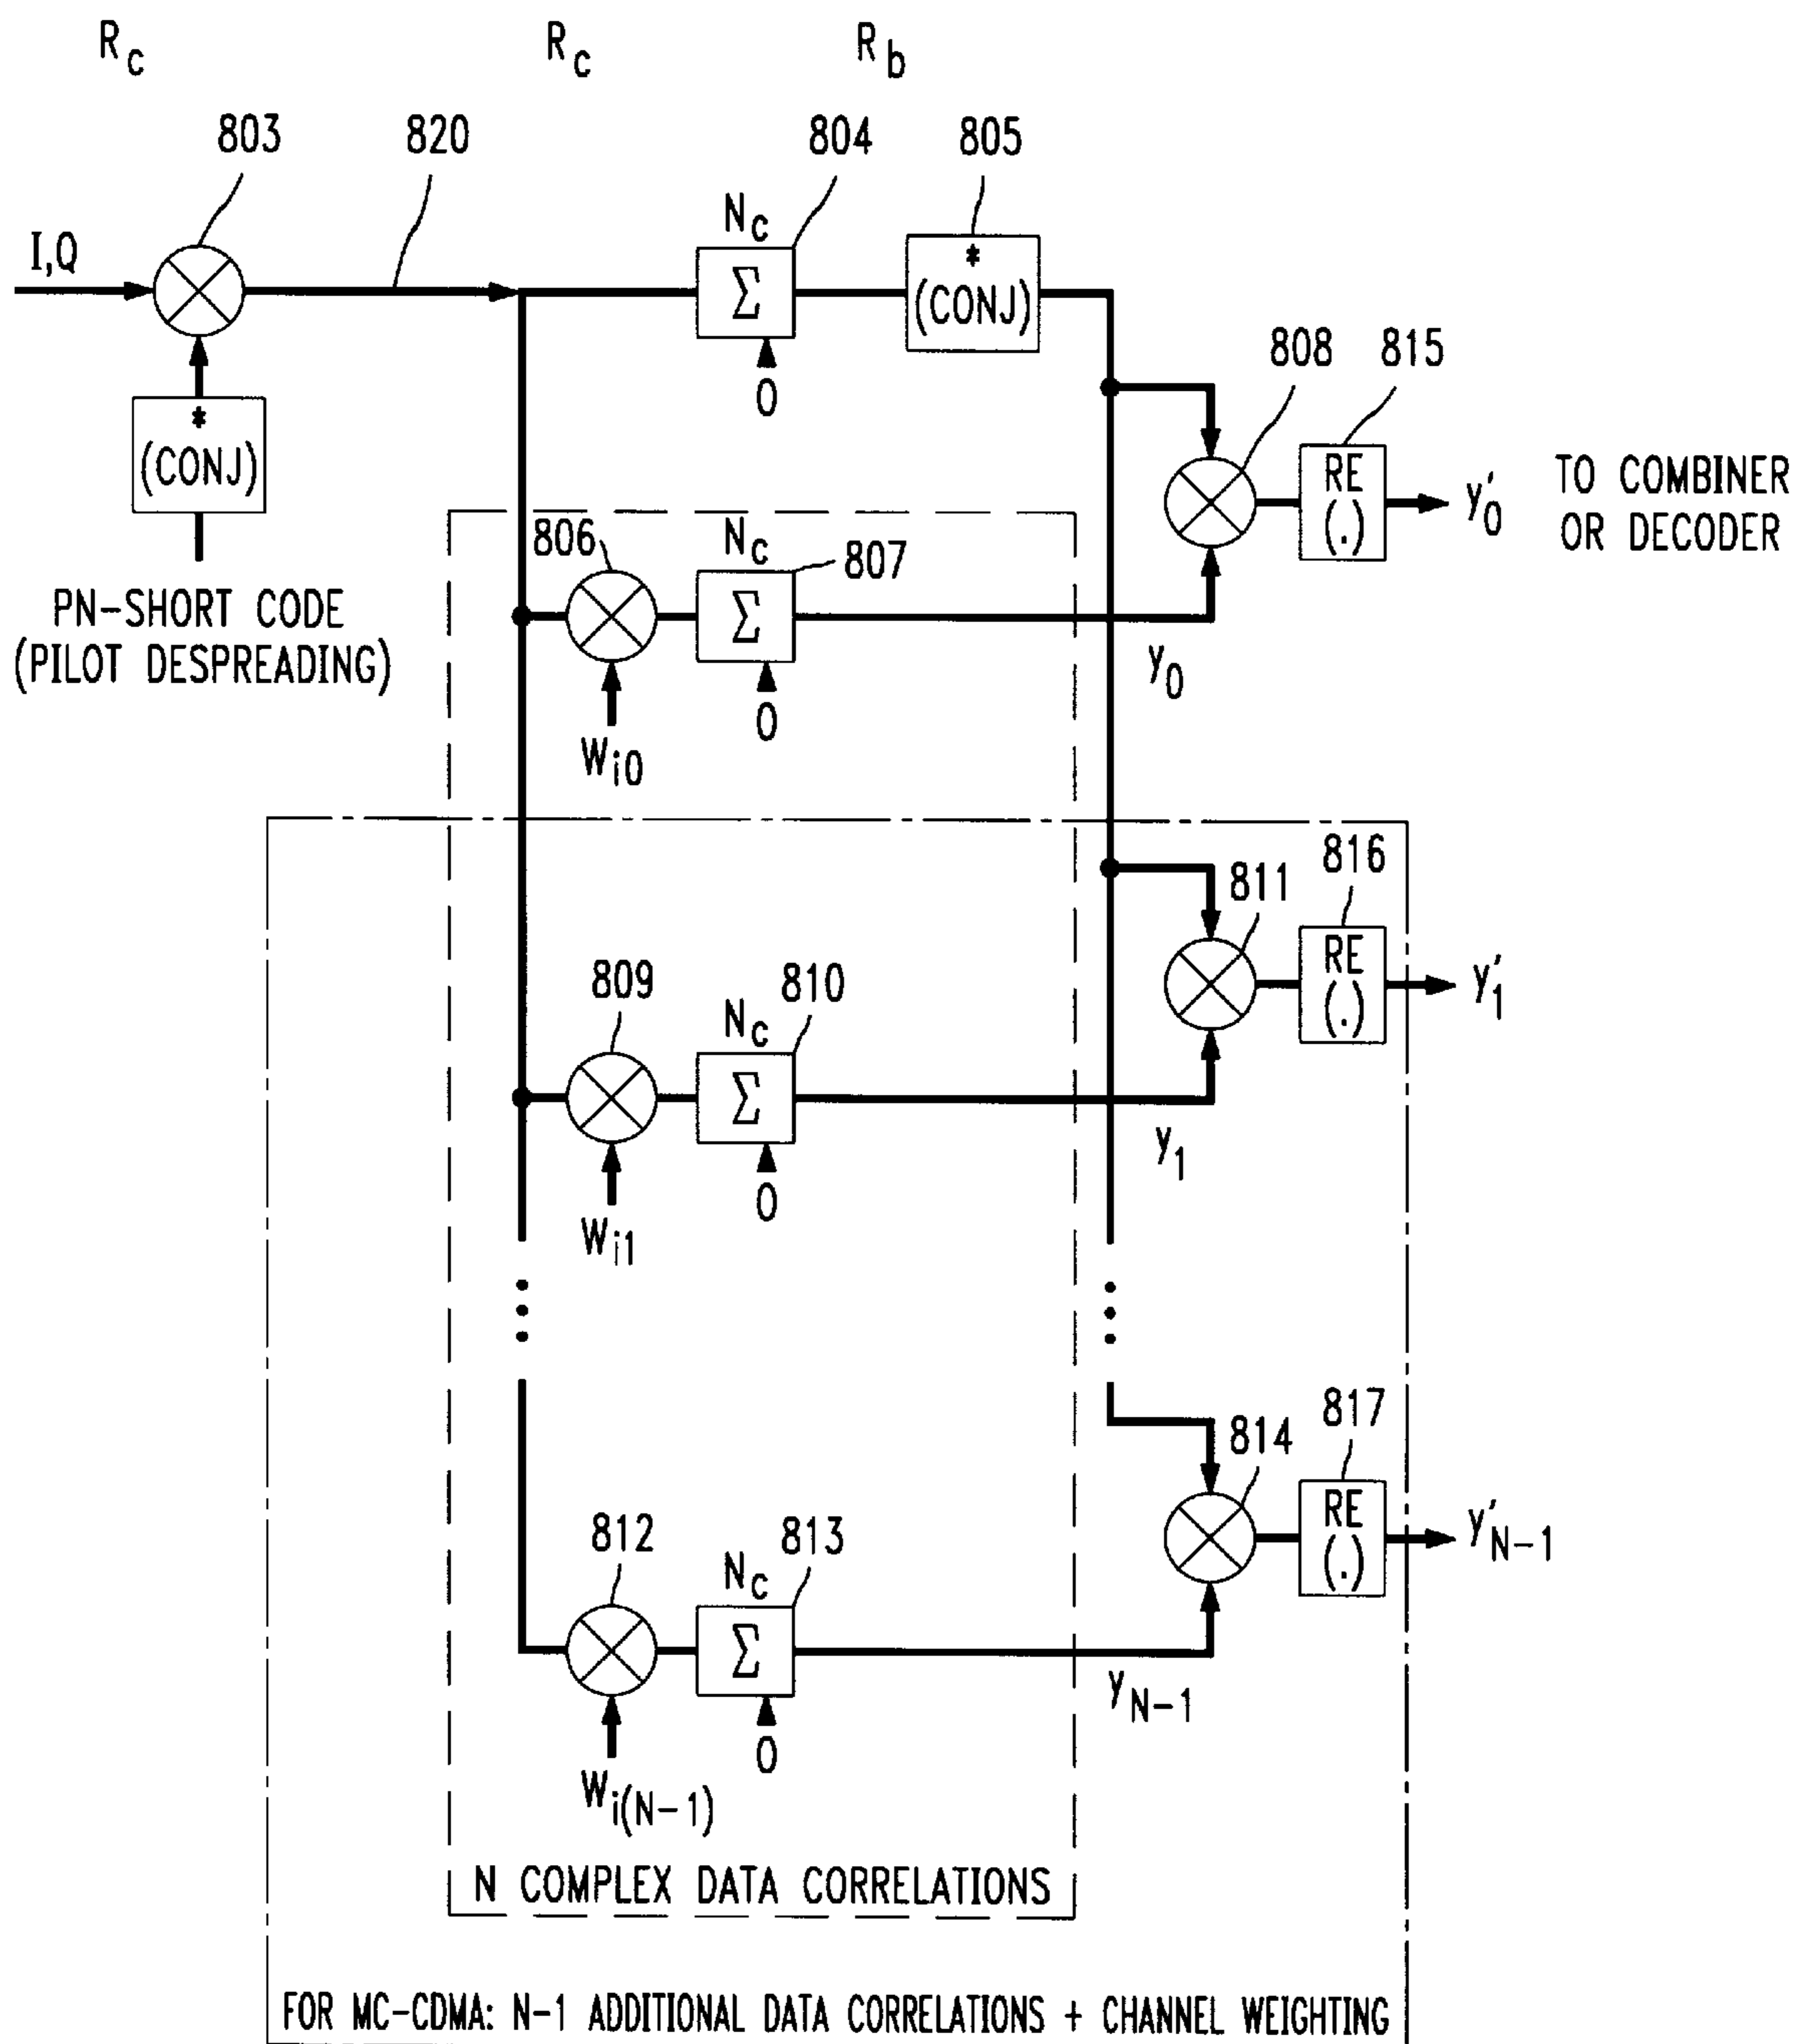 R_c R_c R_b
803 820 804 805
N_c
I,Q
Σ
*
(CONJ)
0
*
(CONJ)
PN-SHORT CODE
(PILOT DESPREADING)
808 815
RE
(.)
y'_0
TO COMBINER
OR DECODER
806 N_c 807
Σ
0
y_0
W_i0
811 816
RE
(.)
y'_1
809 N_c 810
Σ
0
y_1
W_i1
814 817
RE
(.)
y'_N-1
812 N_c 813
Σ
0
y_N-1
W_i(N-1)
N COMPLEX DATA CORRELATIONS
FOR MC-CDMA: N-1 ADDITIONAL DATA CORRELATIONS + CHANNEL WEIGHTING